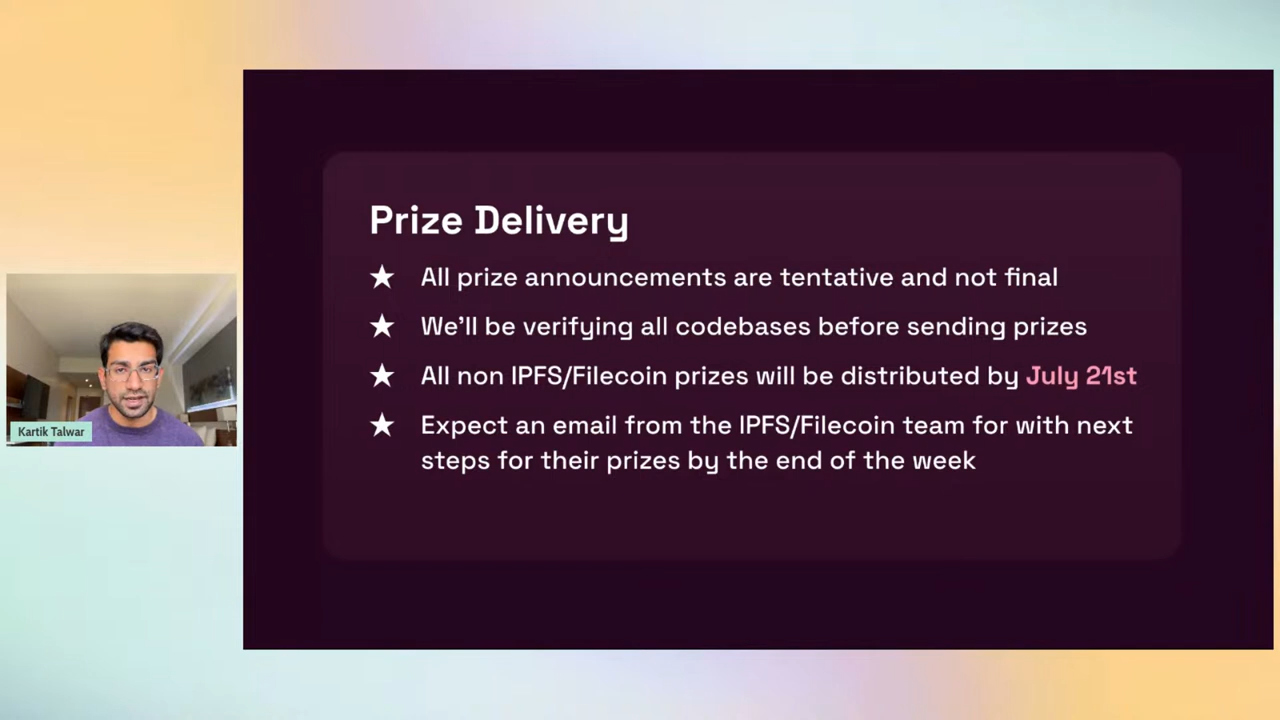 Prize Delivery
★ All prize announcements are tentative and not final
★ We'll be verifying all codebases before sending prizes
★ All non IPFS/Filecoin prizes will be distributed by July 21st
★ Expect an email from the IPFS/Filecoin team for with next
steps for their prizes by the end of the week
Kartik Talwar